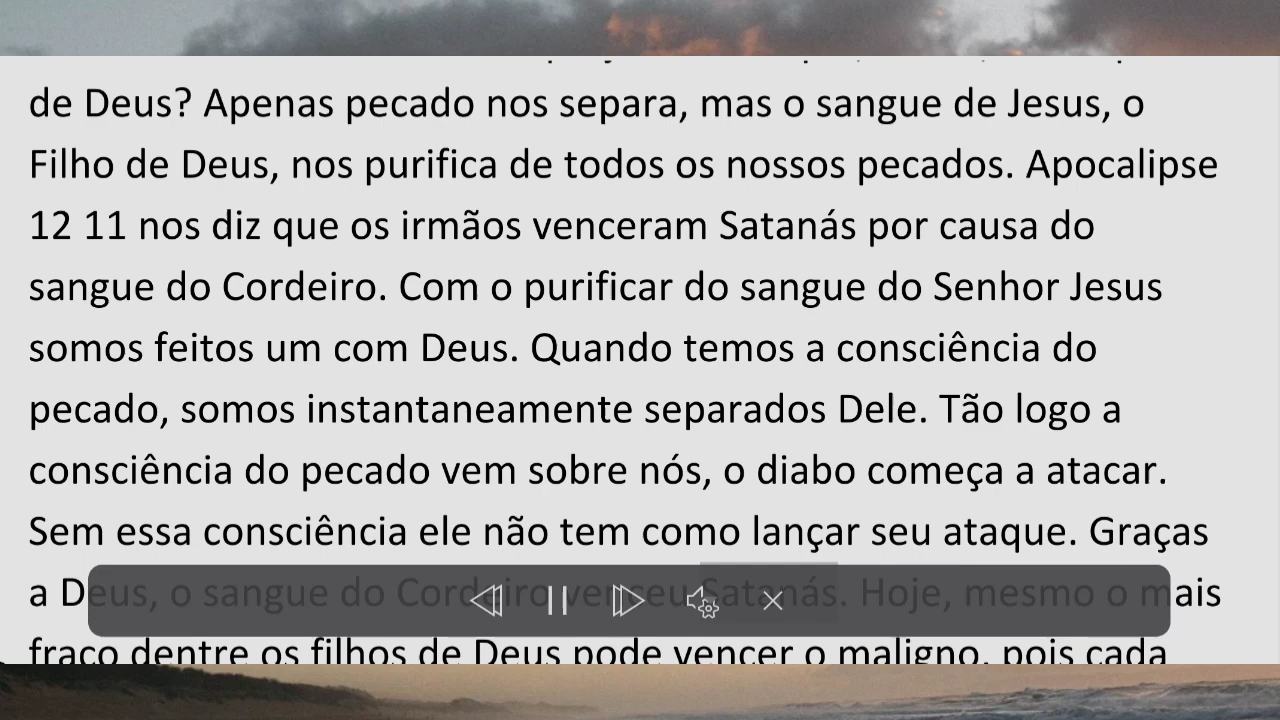 de Deus? Apenas pecado nos separa, mas o sangue de Jesus, o
Filho de Deus, nos purifica de todos os nossos pecados. Apocalipse
12 11 nos diz que os irmãos venceram Satanás por causa do
sangue do Cordeiro. Com o purificar do sangue do Senhor Jesus
somos feitos um com Deus. Quando temos a consciência do
pecado, somos instantaneamente separados Dele. Tão logo a
consciência do pecado vem sobre nós, o diabo começa a atacar.
Sem essa consciência ele não tem como lançar seu ataque. Graças
a Deus, o sangue do Cordeiro venceu Satanás. Hoje, mesmo o mais
fraco dentre os filhos de Deus pode vencer o maligno, pois cada